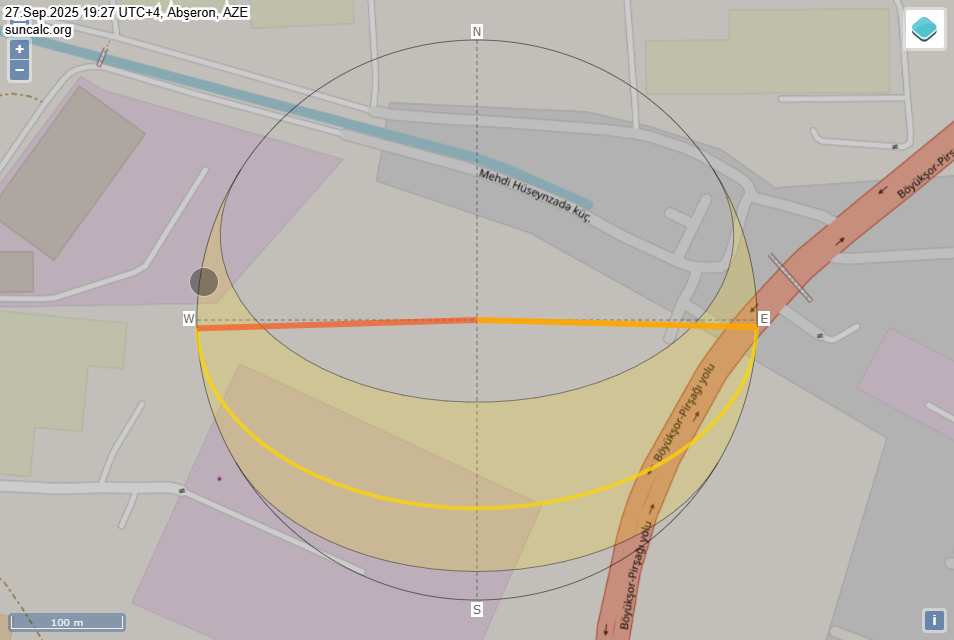 27.Sep.2025 19:27 UTC+4, Abşeron, AZE
suncalc.org
+
−
N
Mehdi Hüseynzada küç.
Böyükşor-Pirş
W
E
Böyükşor-Pirşağı yolu
Böyükşor-Pirşağı yolu
S
100 m
i